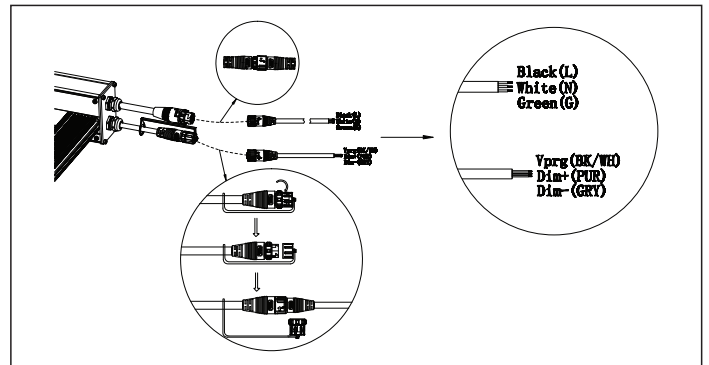 Black(L)
White(N)
Green(G)
Vprg(BK/WH)
Dim+(PUR)
Dim-(GRY)